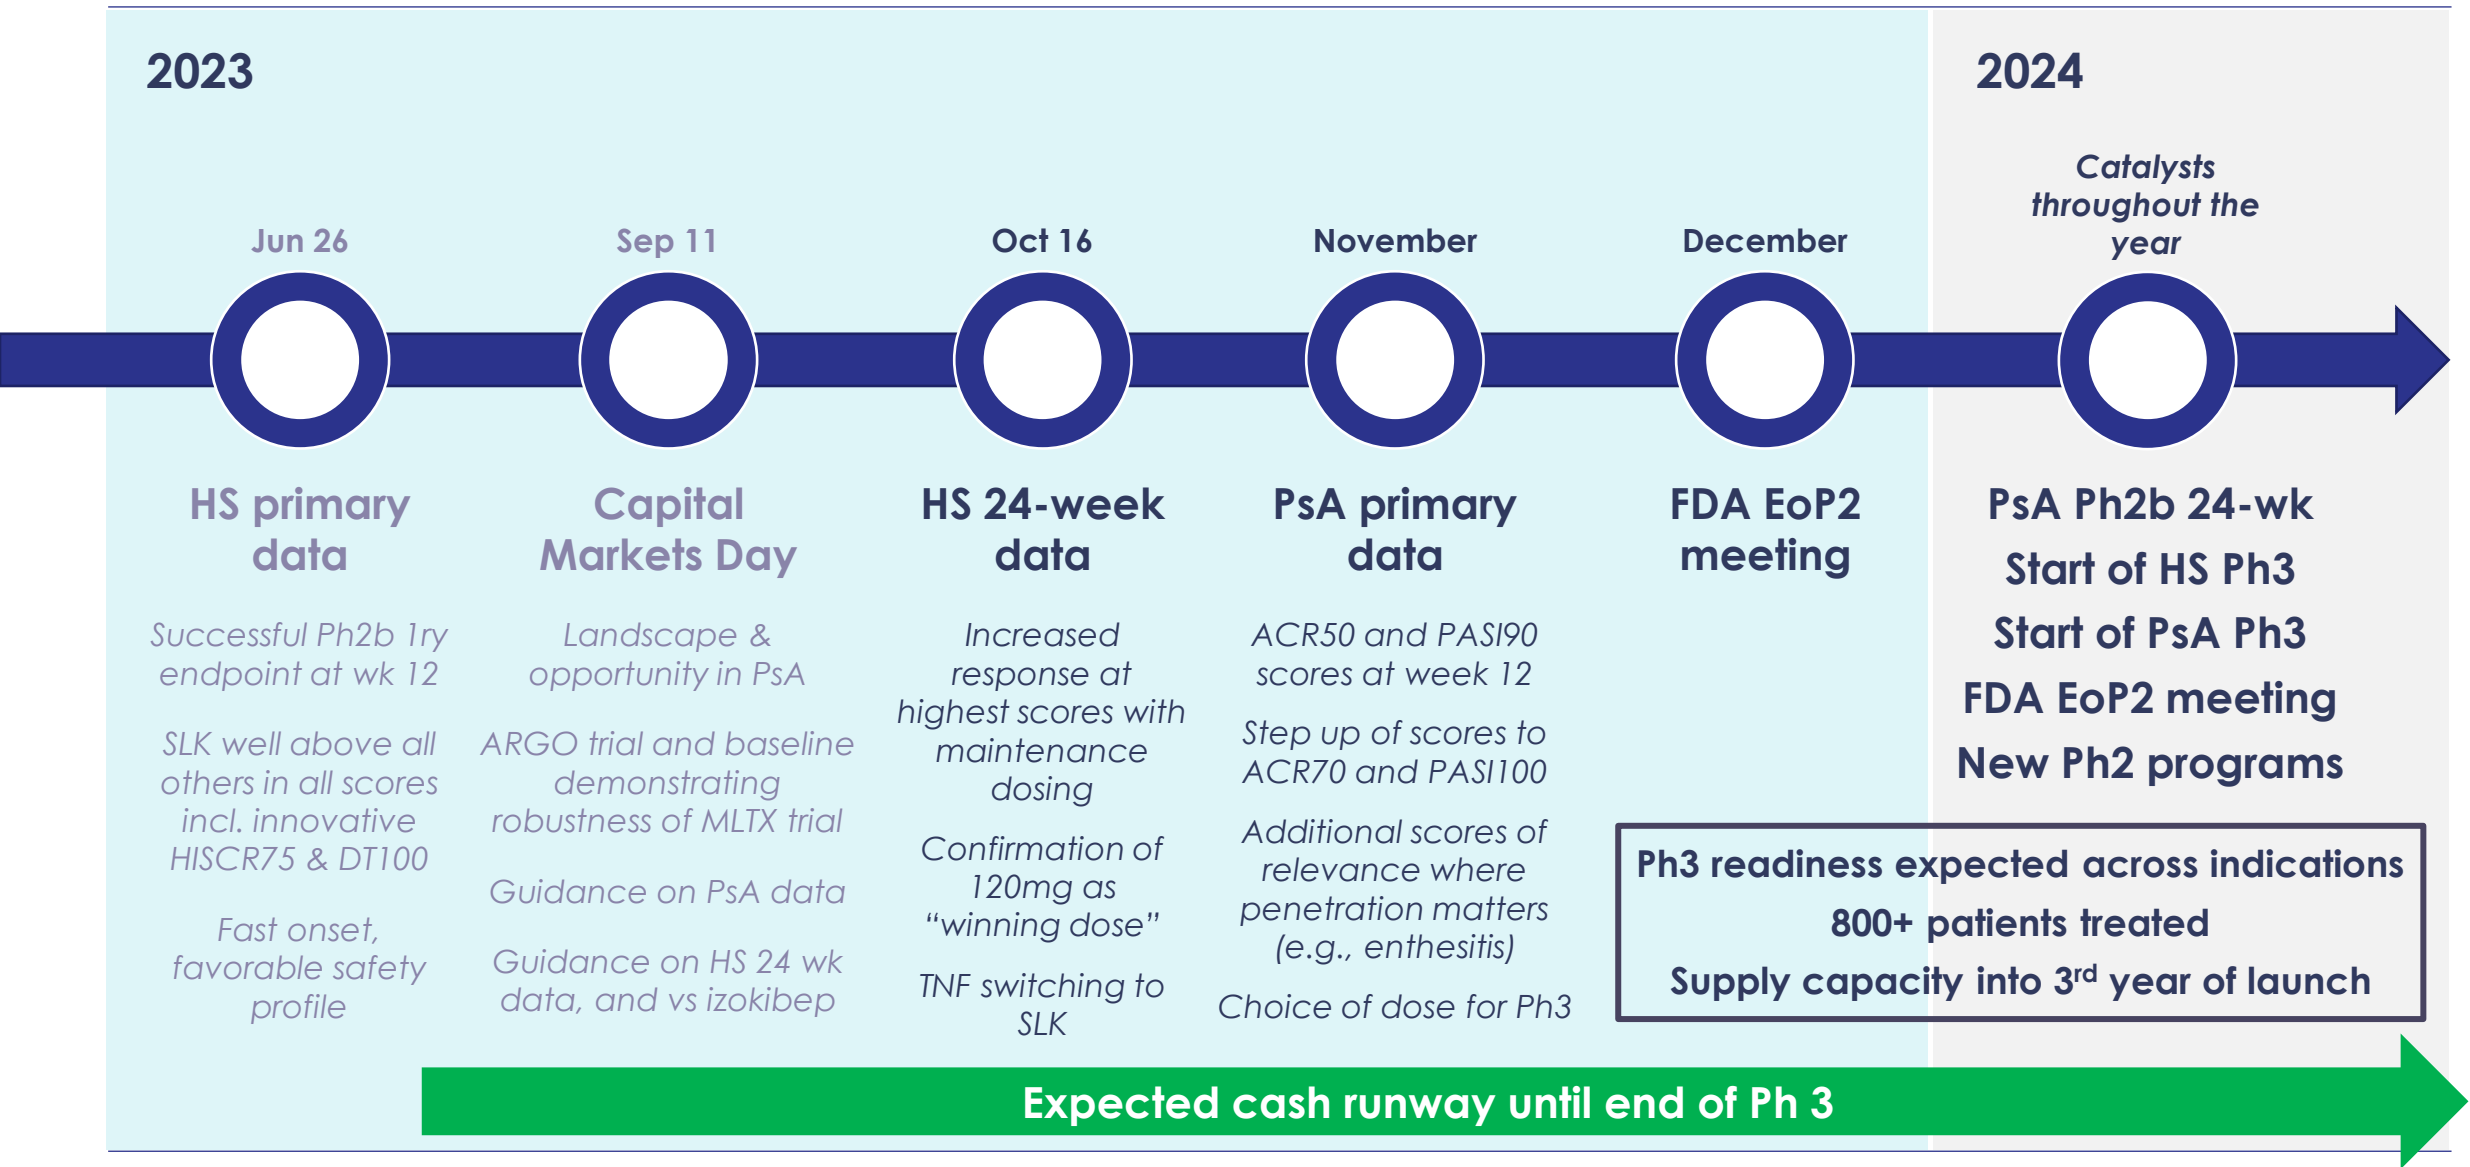 2023
2024
Jun 26
HS primary
data
Successful Ph2b 1ry
endpoint at wk 12
SLK well above all
others in all scores
incl. innovative
HISCR75 & DT100
Fast onset,
favorable safety
profile
Sep 11
Capital
Markets Day
Landscape &
opportunity in PsA
ARGO trial and baseline
demonstrating
robustness of MLTX trial
Guidance on PsA data
Guidance on HS 24 wk
data, and vs izokibep
Oct 16
HS 24-week
data
Increased
response at
highest scores with
maintenance
dosing
Confirmation of
120mg as
“winning dose”
TNF switching to
SLK
November
PsA primary
data
ACR50 and PASI90
scores at week 12
Step up of scores to
ACR70 and PASI100
Additional scores of
relevance where
penetration matters
(e.g., enthesitis)
Choice of dose for Ph3
December
FDA EoP2
meeting
Catalysts
throughout the
year
PsA Ph2b 24-wk
Start of HS Ph3
Start of PsA Ph3
FDA EoP2 meeting
New Ph2 programs
Ph3 readiness expected across indications
800+ patients treated
Supply capacity into 3rd year of launch
Expected cash runway until end of Ph 3